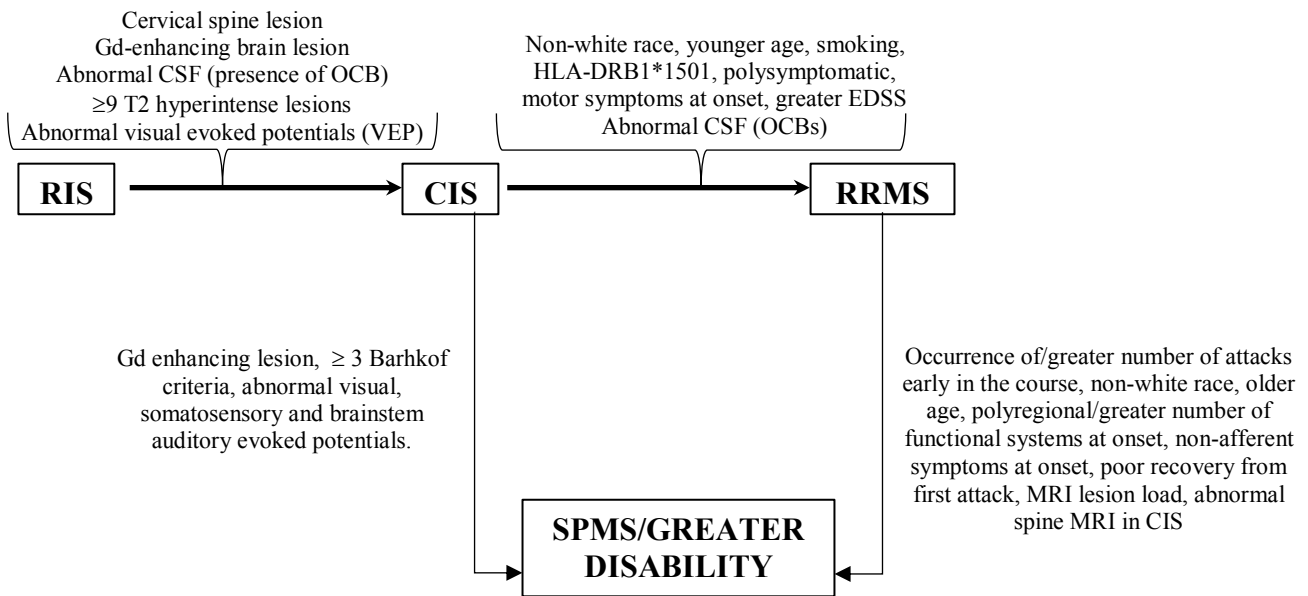 Cervical spine lesion
Gd-enhancing brain lesion
Abnormal CSF (presence of OCB)
≥9 T2 hyperintense lesions
Abnormal visual evoked potentials (VEP)
Non-white race, younger age, smoking,
HLA-DRB1*1501, polysymptomatic,
motor symptoms at onset, greater EDSS
Abnormal CSF (OCBs)
RIS
CIS
RRMS
Gd enhancing lesion, ≥ 3 Barhkof
criteria, abnormal visual,
somatosensory and brainstem
auditory evoked potentials.
Occurrence of/greater number of attacks
early in the course, non-white race, older
age, polyregional/greater number of
functional systems at onset, non-afferent
symptoms at onset, poor recovery from
first attack, MRI lesion load, abnormal
spine MRI in CIS
SPMS/GREATER
DISABILITY